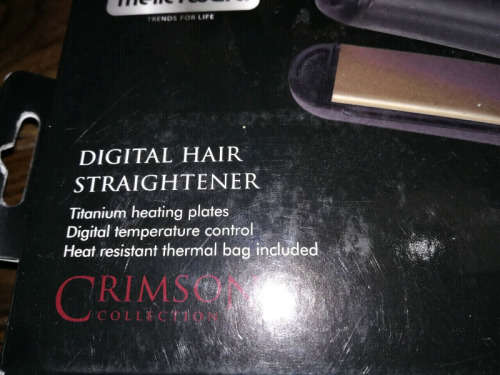 TRENDS FOR LIFE
DIGITAL HAIR
STRAIGHTENER
Titanium heating plates
Digital temperature control
Heat resistant thermal bag included
CRIMSON
COLLECTION